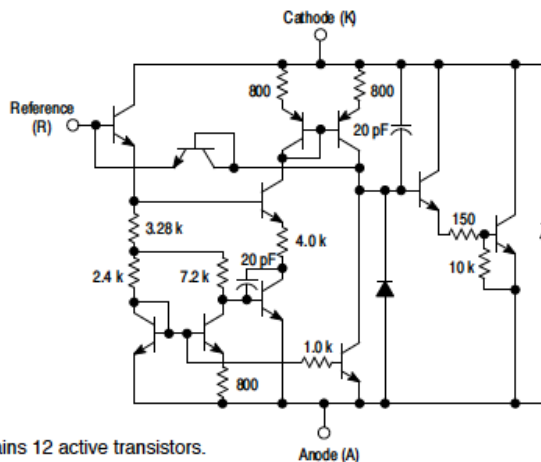 Cathode (K)
800
800
Reference
(R)
20 pF
3.28 k
150
4.0 k
2.4 k
7.2 k
20 pF
10 k
1.0 k
800
ains 12 active transistors.
Anode (A)